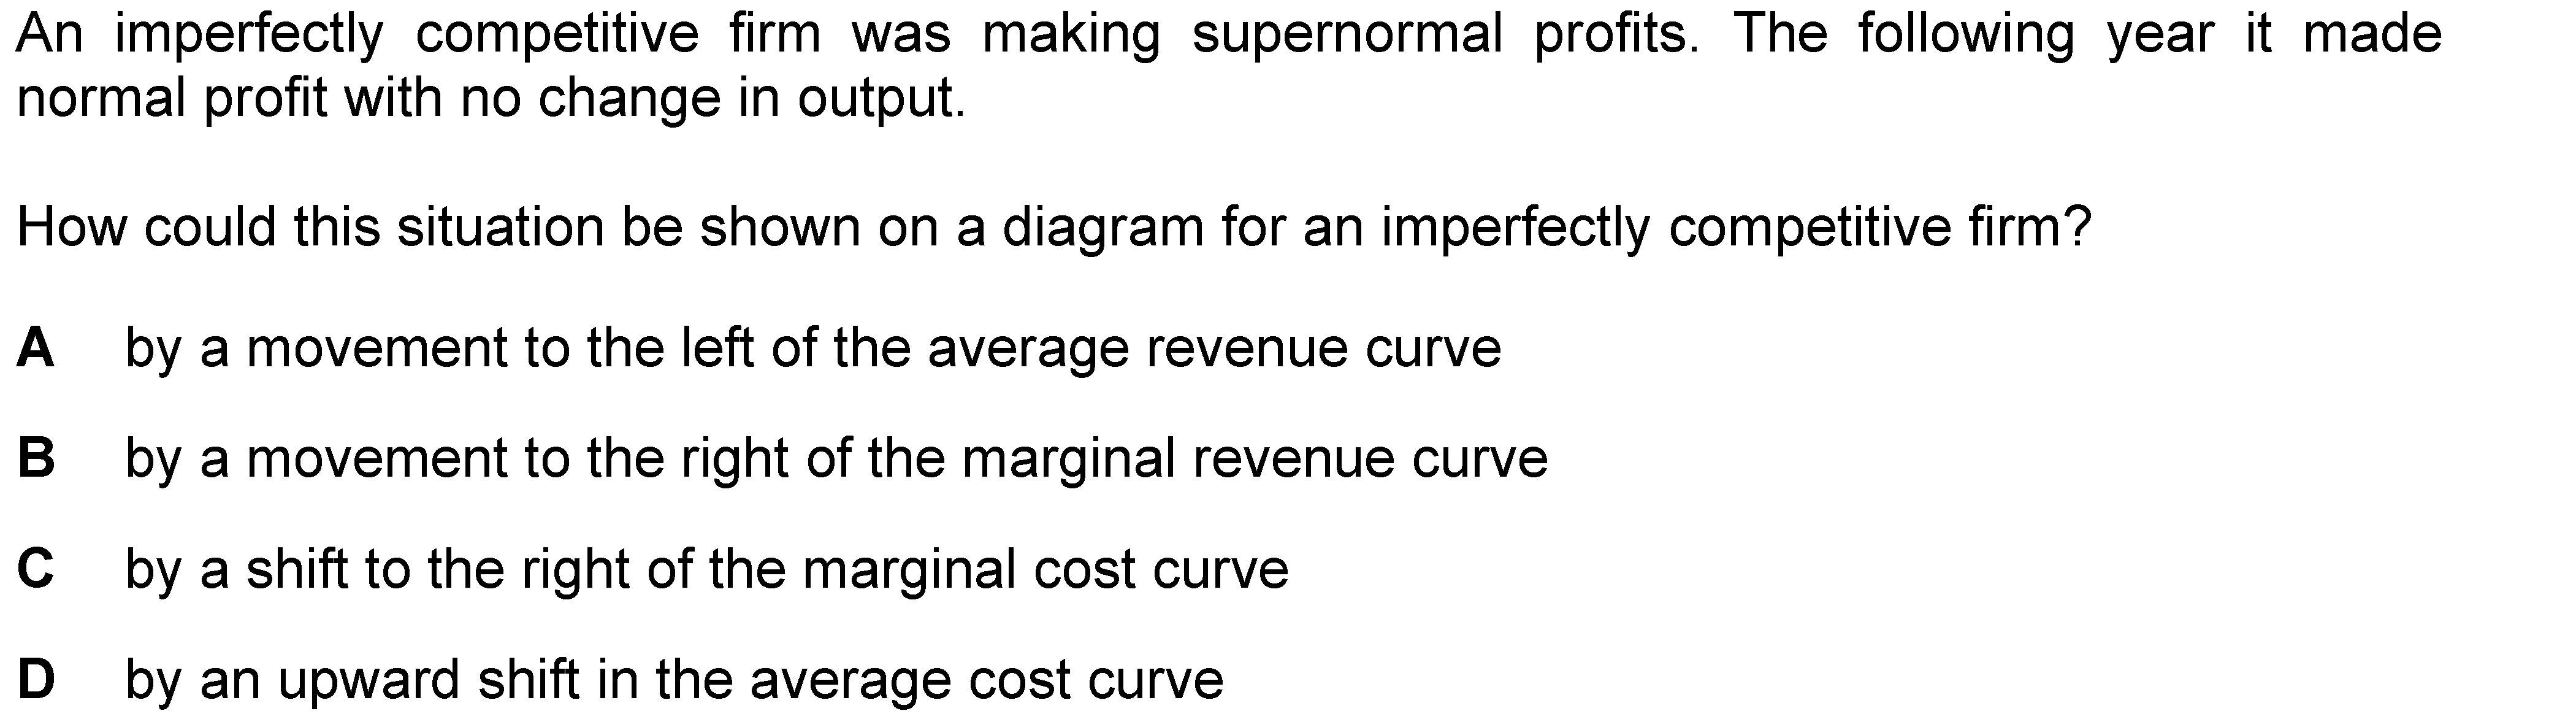 An imperfectly competitive firm was making supernormal profits. The following year it made
normal profit with no change in output.
How could this situation be shown on a diagram for an imperfectly competitive firm?
A by a movement to the left of the average revenue curve
B by a movement to the right of the marginal revenue curve
C by a shift to the right of the marginal cost curve
D by an upward shift in the average cost curve